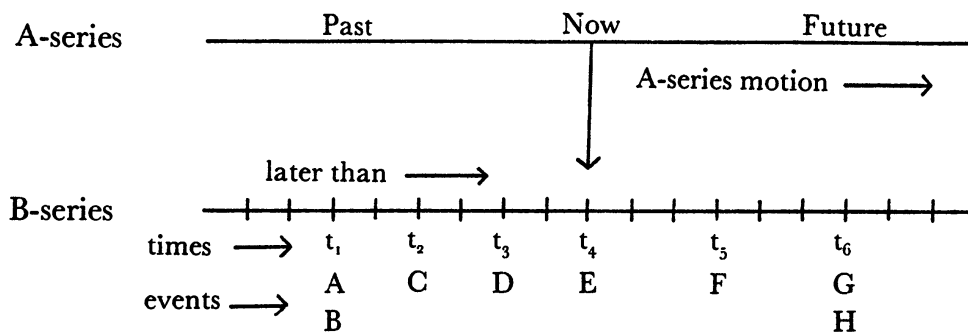 A-series Past Now Future
A-series motion
later than
B-series
times t₁ t₂ t₃ t₄ t₅ t₆
A C D E F G
events
B H